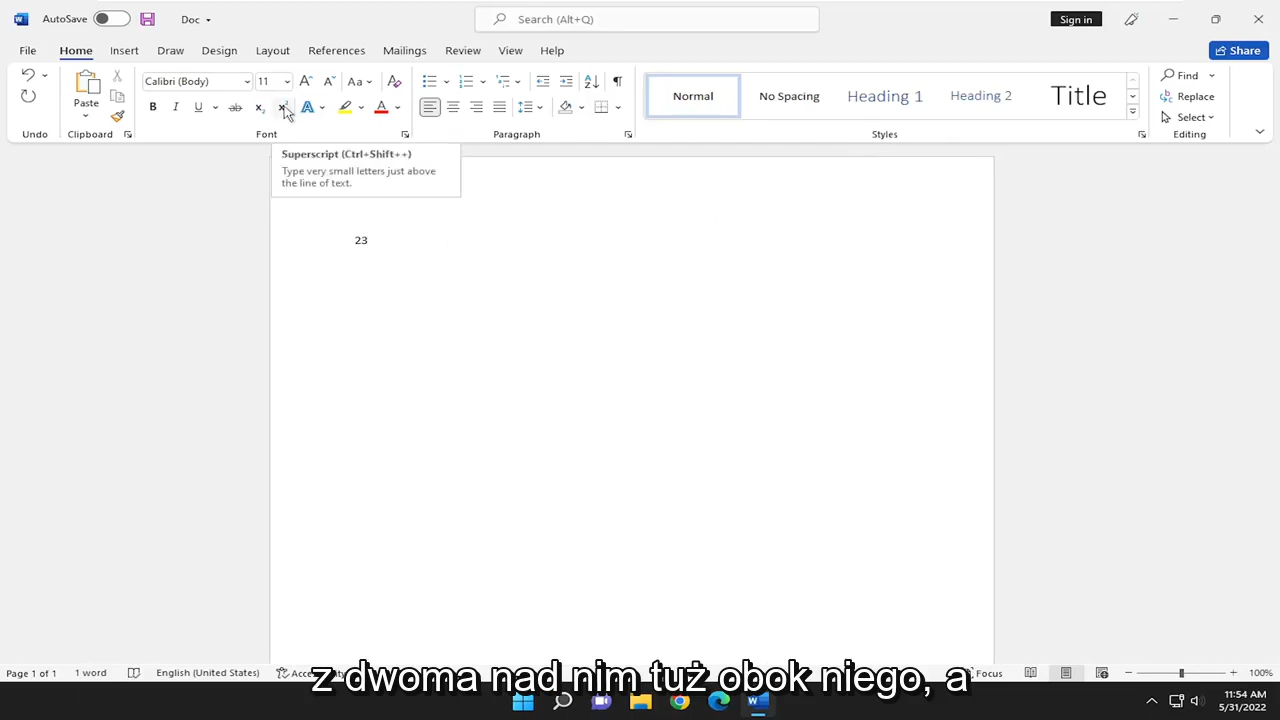 AutoSave
Doc
Search (Alt+Q)
Sign in
File Home Insert Draw Design Layout References Mailings Review View Help
Share
Paste
Calibri (Body) 11
Normal No Spacing Heading 1 Heading 2 Title
Find
Replace
Select
Undo Clipboard Font Paragraph Styles Editing
Superscript (Ctrl+Shift++)
Type very small letters just above
the line of text.
23
Page 1 of 1 1 word English (United States) Focus 100%
z dwoma nad nim tuż obok niego, a
11:54 AM
5/31/2022